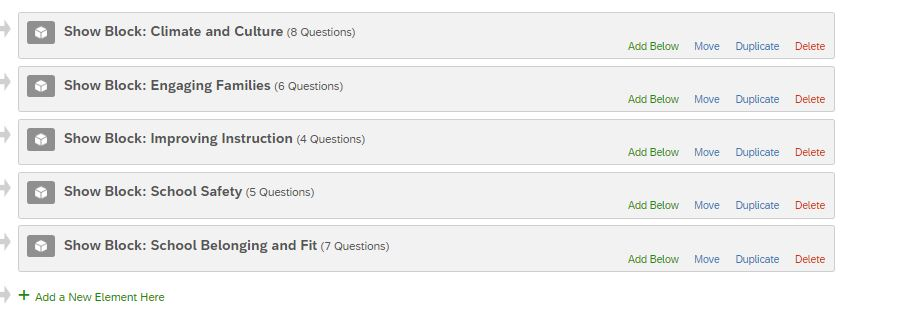 Show Block: Climate and Culture (8 Questions)
Add Below Move Duplicate Delete
Show Block: Engaging Families (6 Questions)
Add Below Move Duplicate Delete
Show Block: Improving Instruction (4 Questions)
Add Below Move Duplicate Delete
Show Block: School Safety (5 Questions)
Add Below Move Duplicate Delete
Show Block: School Belonging and Fit (7 Questions)
Add Below Move Duplicate Delete
+ Add a New Element Here